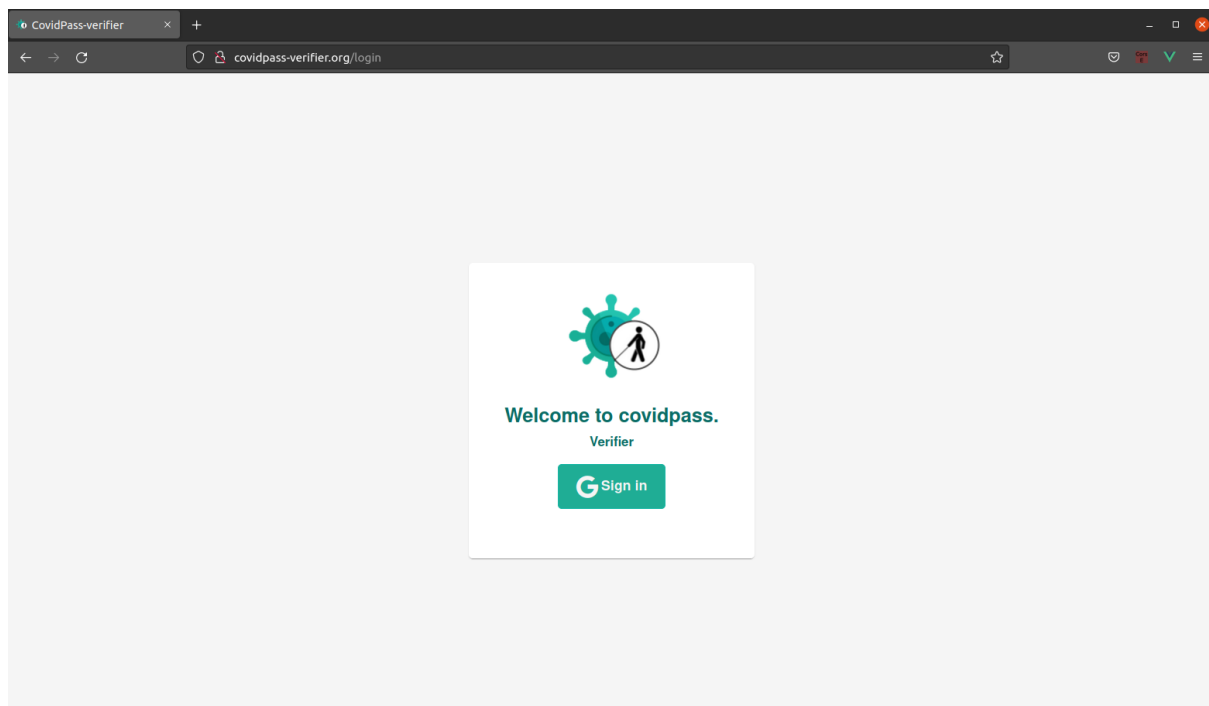 CovidPass-verifier
covidpass-verifier.org/login
Welcome to covidpass.
Verifier
G Sign in